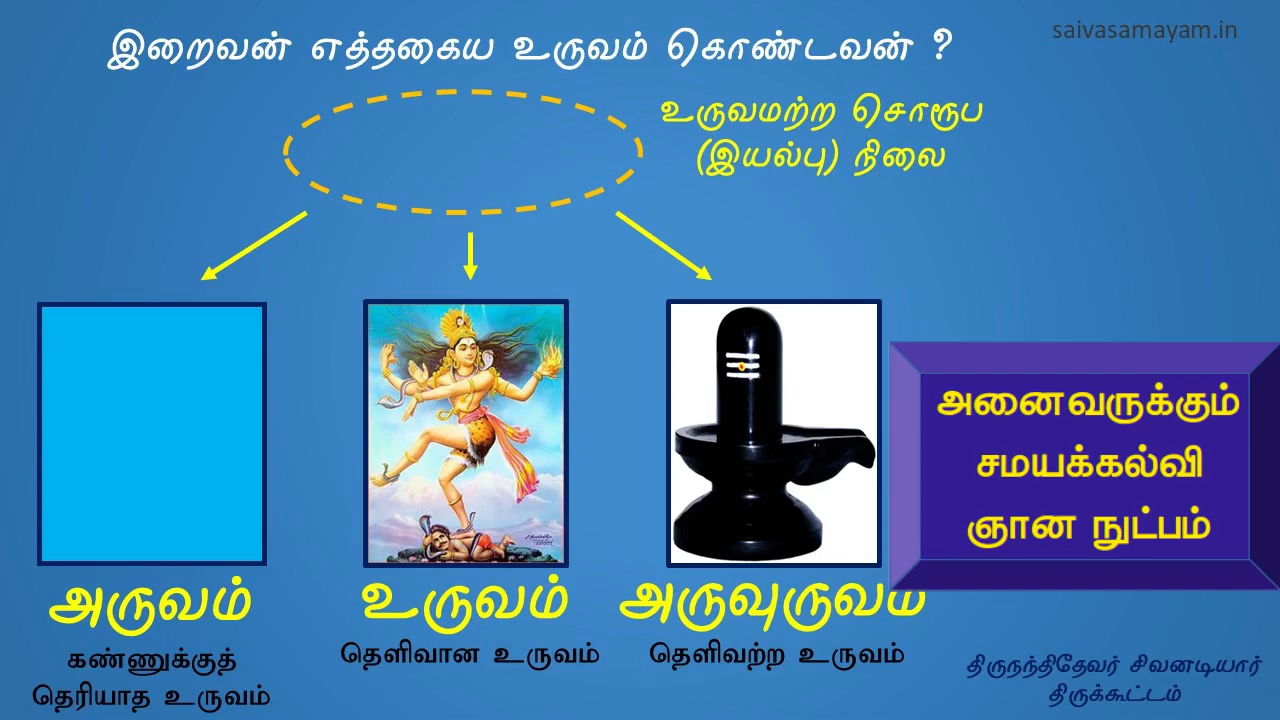 saivasamayam.in
இறைவன் எத்தகைய உருவம் கொண்டவன் ?
உருவமற்ற சொரூப
(இயல்பு) நிலை
அனைவருக்கும்
சமயக்கல்வி
ஞான நுட்பம்
அருவம்
உருவம்
அருவுருவம்
கண்ணுக்குத்
தெரியாத உருவம்
தெளிவான உருவம்
தெளிவற்ற உருவம்
திருநந்திதேவர் சிவனடியார்
திருக்கூட்டம்